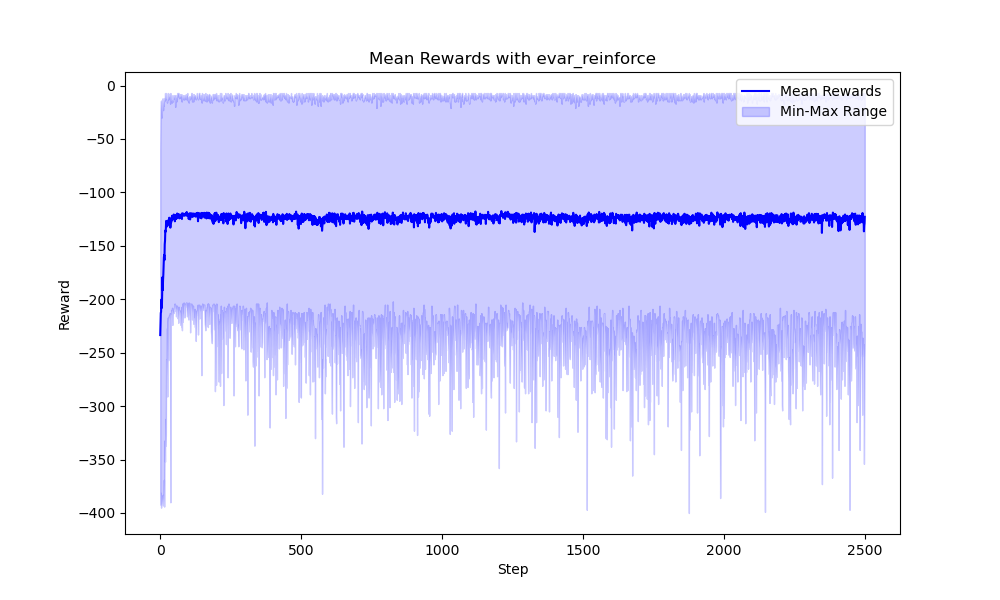 Mean Rewards with evar_reinforce
Mean Rewards
Min-Max Range
Reward
0
−50
−100
−150
−200
−250
−300
−350
−400
0 500 1000 1500 2000 2500
Step